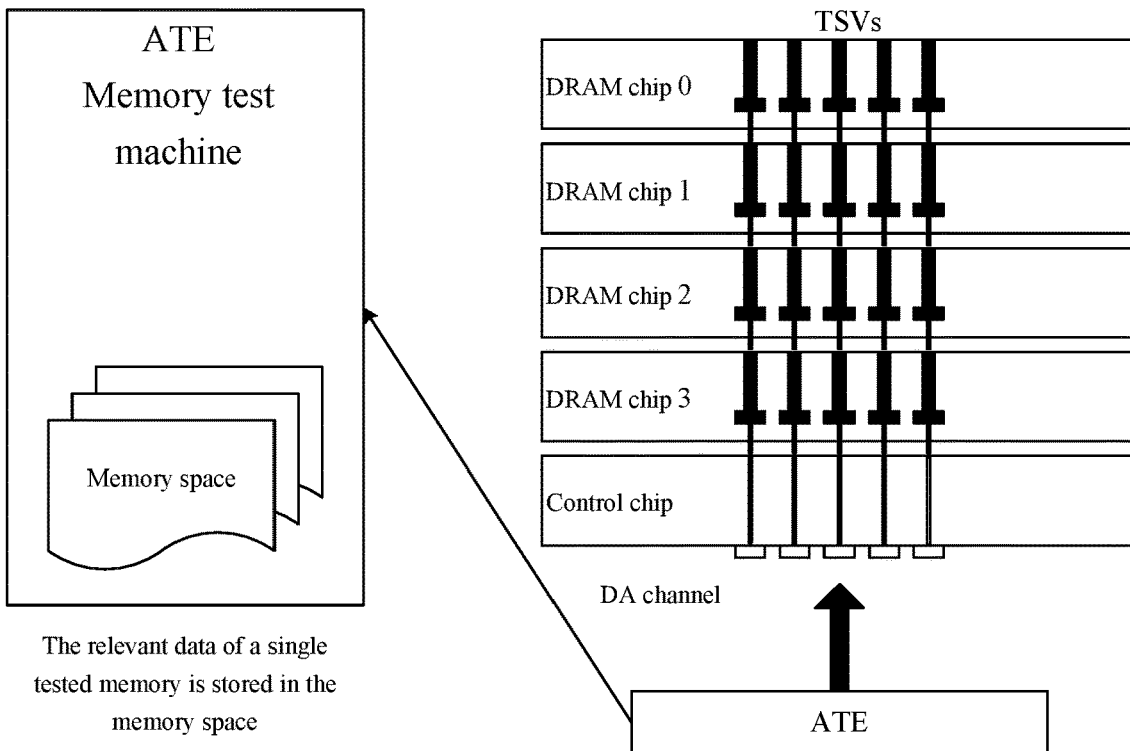 ATE
Memory test
machine
Memory space
The relevant data of a single
tested memory is stored in the
memory space
TSVs
DRAM chip 0
DRAM chip 1
DRAM chip 2
DRAM chip 3
Control chip
DA channel
ATE